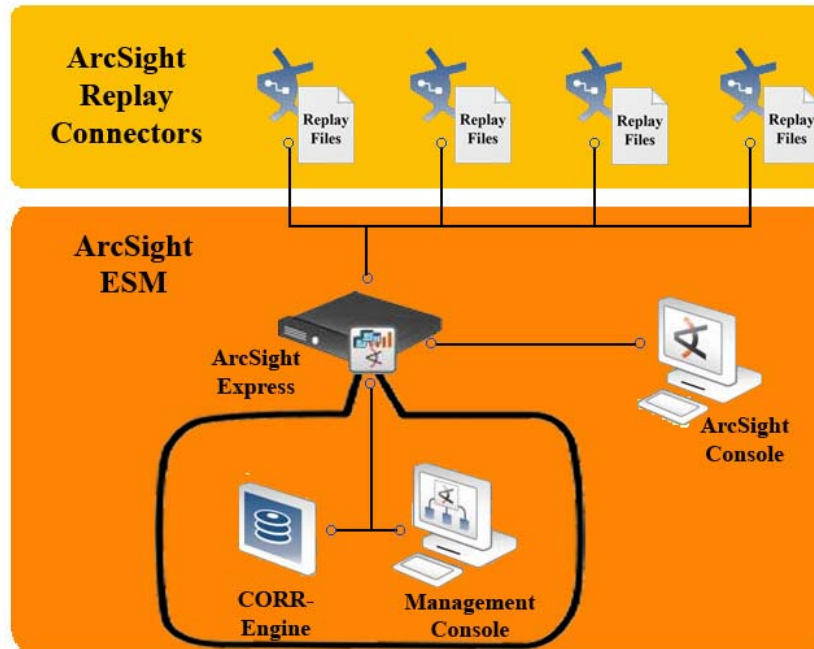 ArcSight
Replay
Connectors
Replay
Files
Replay
Files
Replay
Files
Replay
Files
ArcSight
ESM
ArcSight
Express
ArcSight
Console
CORR-
Engine
Management
Console